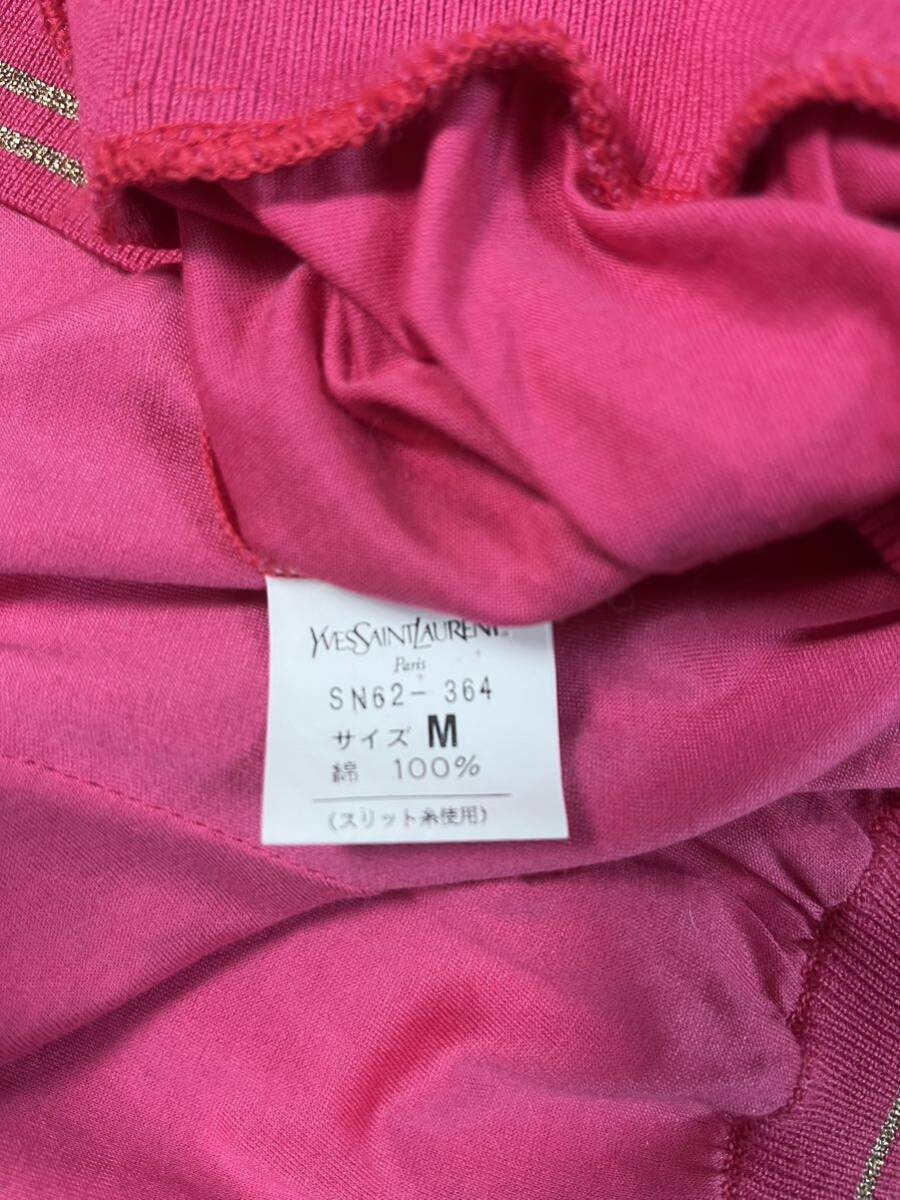 YVESSAINTLAURENT
Paris
SN62-364
サイズ M
綿 100%
(スリット糸使用)